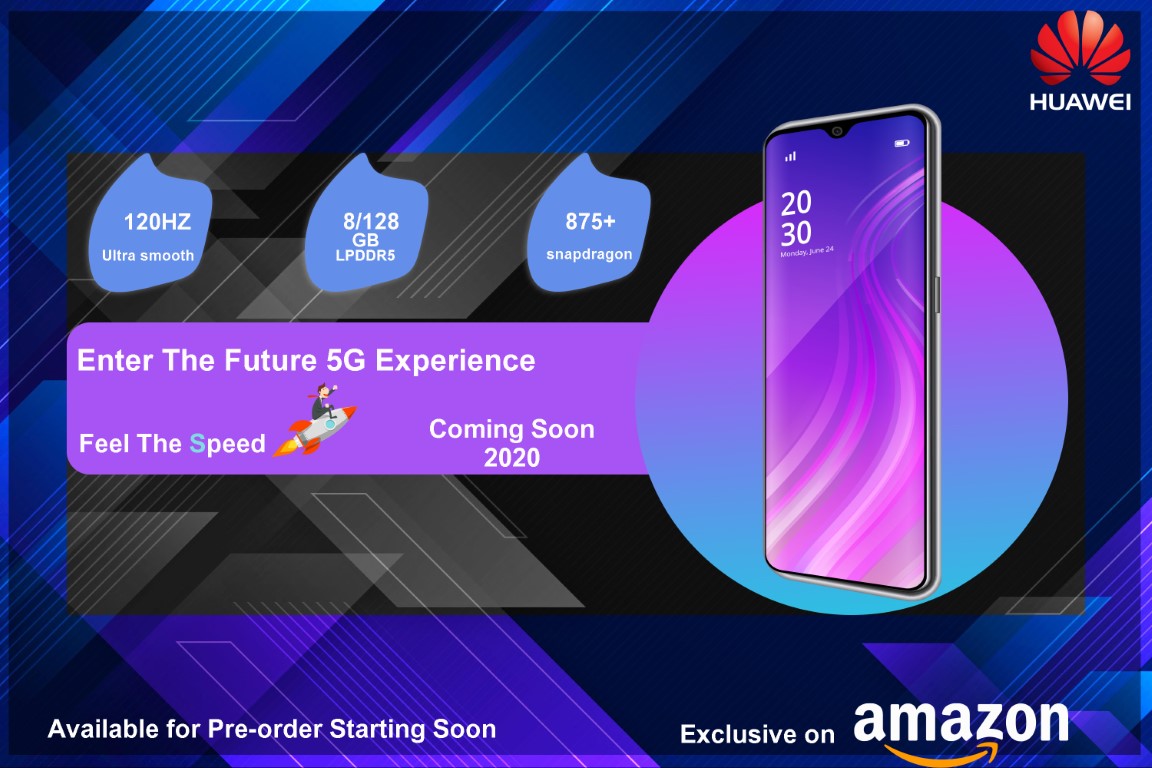 HUAWEI
120HZ
Ultra smooth
8/128
GB
LPDDR5
875+
snapdragon
20
30
Monday, June 24
Enter The Future 5G Experience
Feel The Speed
Coming Soon
2020
Available for Pre-order Starting Soon
Exclusive on amazon